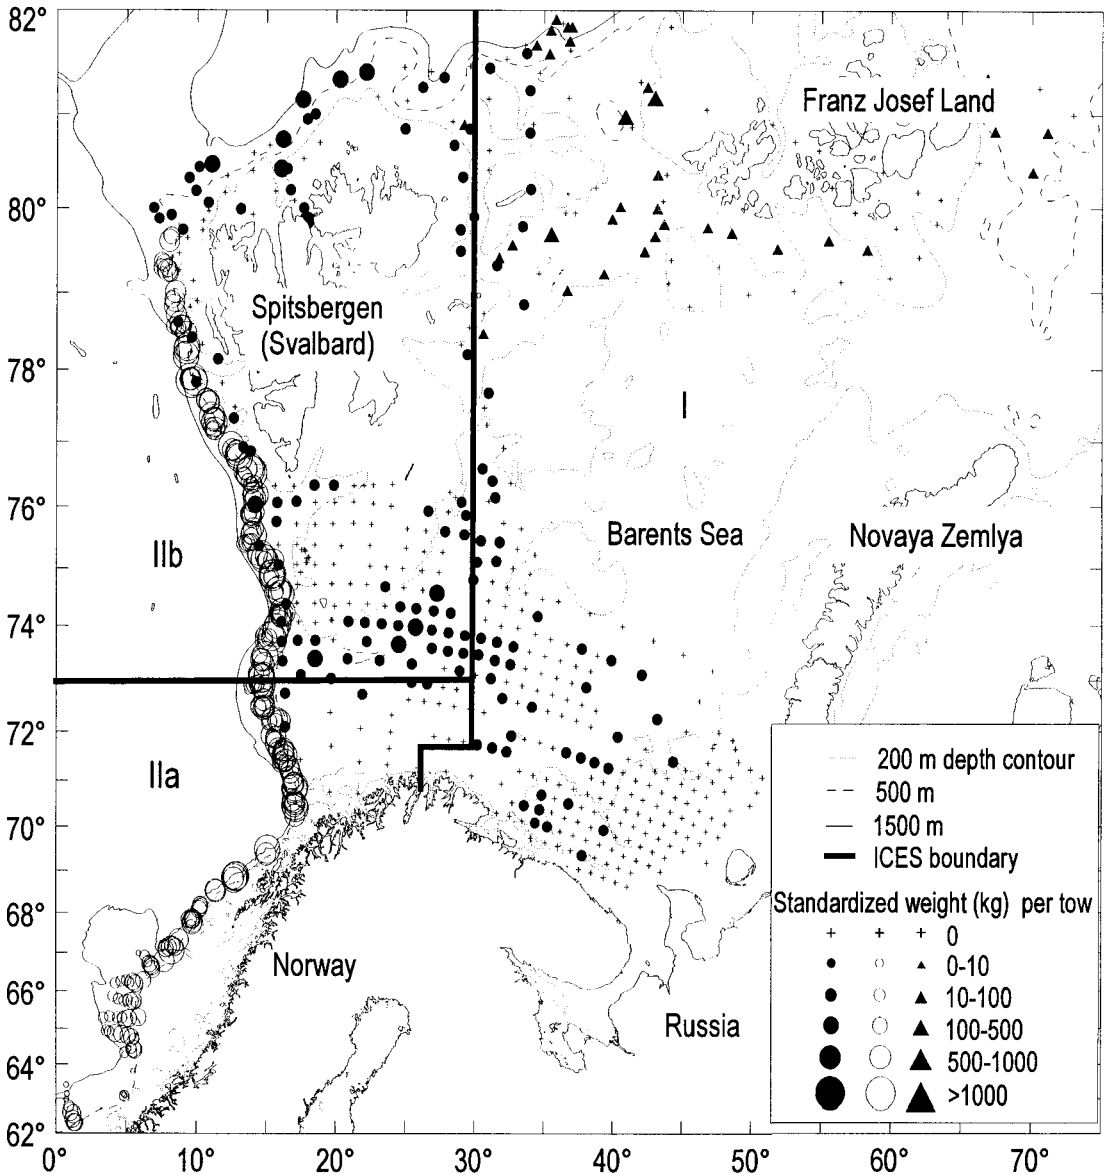 82°
80°
78°
76°
74°
72°
70°
68°
66°
64°
62°
0°
10°
20°
30°
40°
50°
60°
70°
Franz Josef Land
Spitsbergen
(Svalbard)
I
Barents Sea
Novaya Zemlya
IIb
IIa
Norway
Russia
200 m depth contour
500 m
1500 m
ICES boundary
Standardized weight (kg) per tow
0
0-10
10-100
100-500
500-1000
>1000